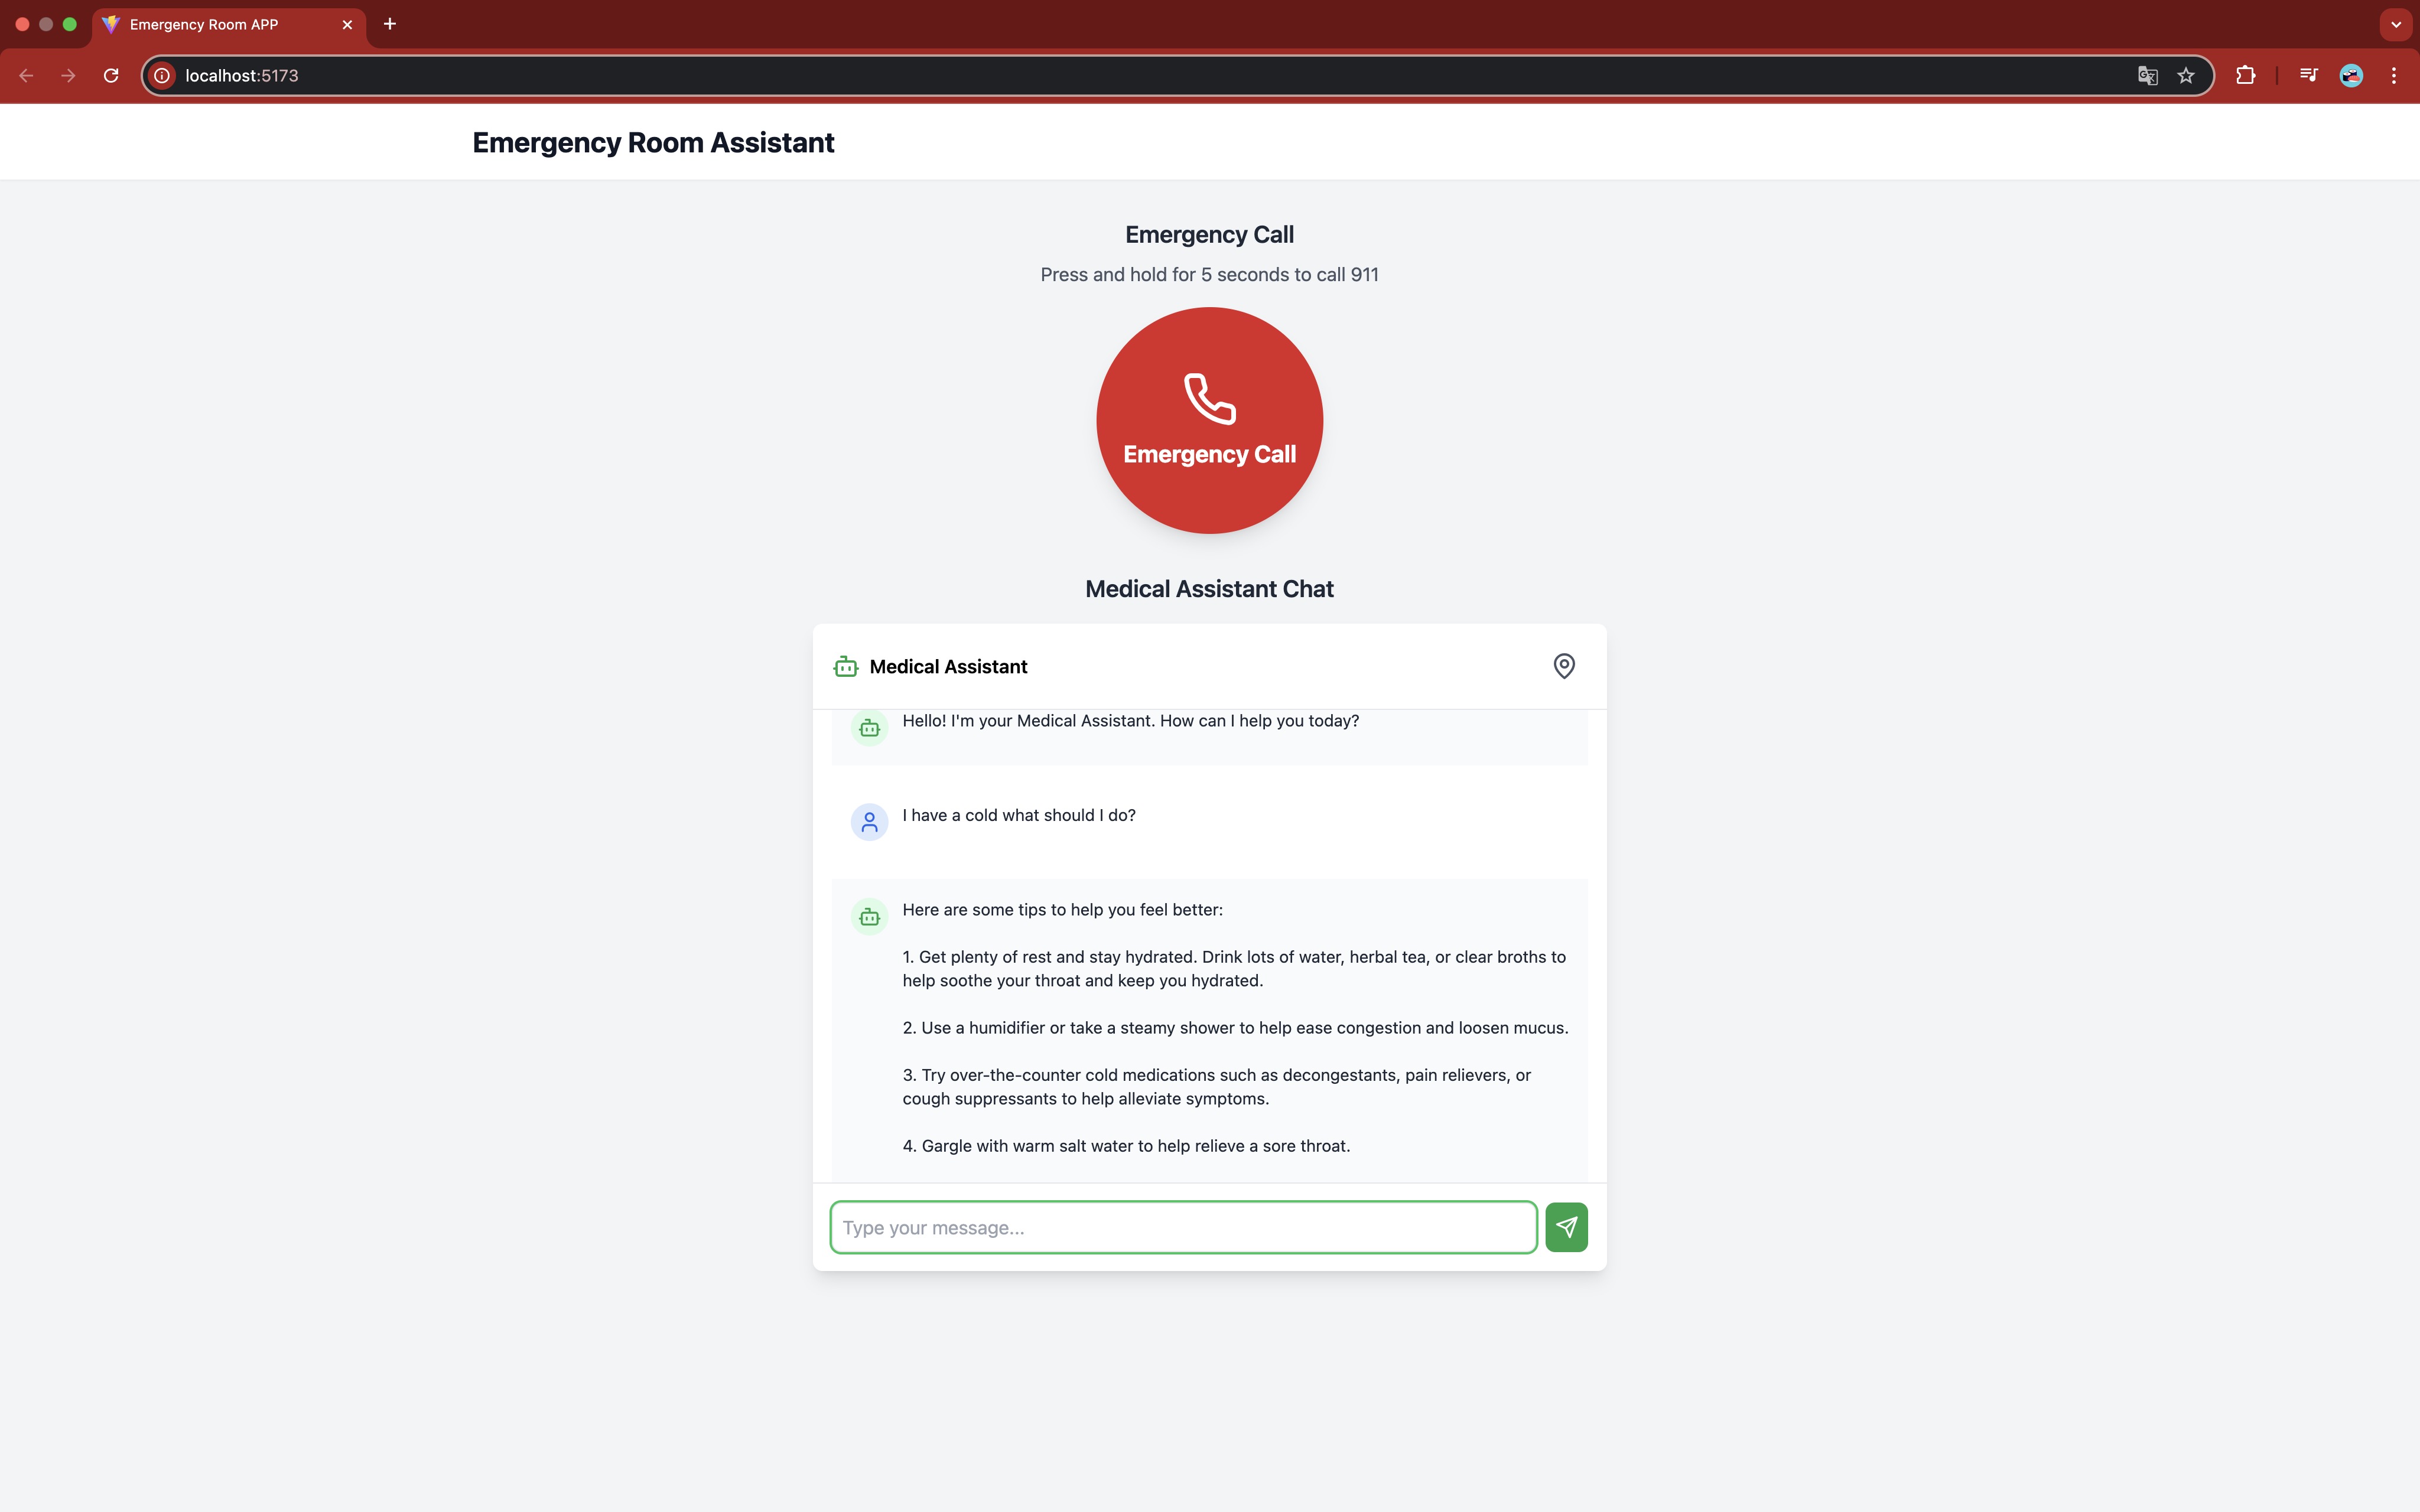 Emergency Room APP
localhost:5173
Emergency Room Assistant
Emergency Call
Press and hold for 5 seconds to call 911
Emergency Call
Medical Assistant Chat
Medical Assistant
Hello! I'm your Medical Assistant. How can I help you today?
I have a cold what should I do?
Here are some tips to help you feel better:
1. Get plenty of rest and stay hydrated. Drink lots of water, herbal tea, or clear broths to
help soothe your throat and keep you hydrated.
2. Use a humidifier or take a steamy shower to help ease congestion and loosen mucus.
3. Try over-the-counter cold medications such as decongestants, pain relievers, or
cough suppressants to help alleviate symptoms.
4. Gargle with warm salt water to help relieve a sore throat.
Type your message...